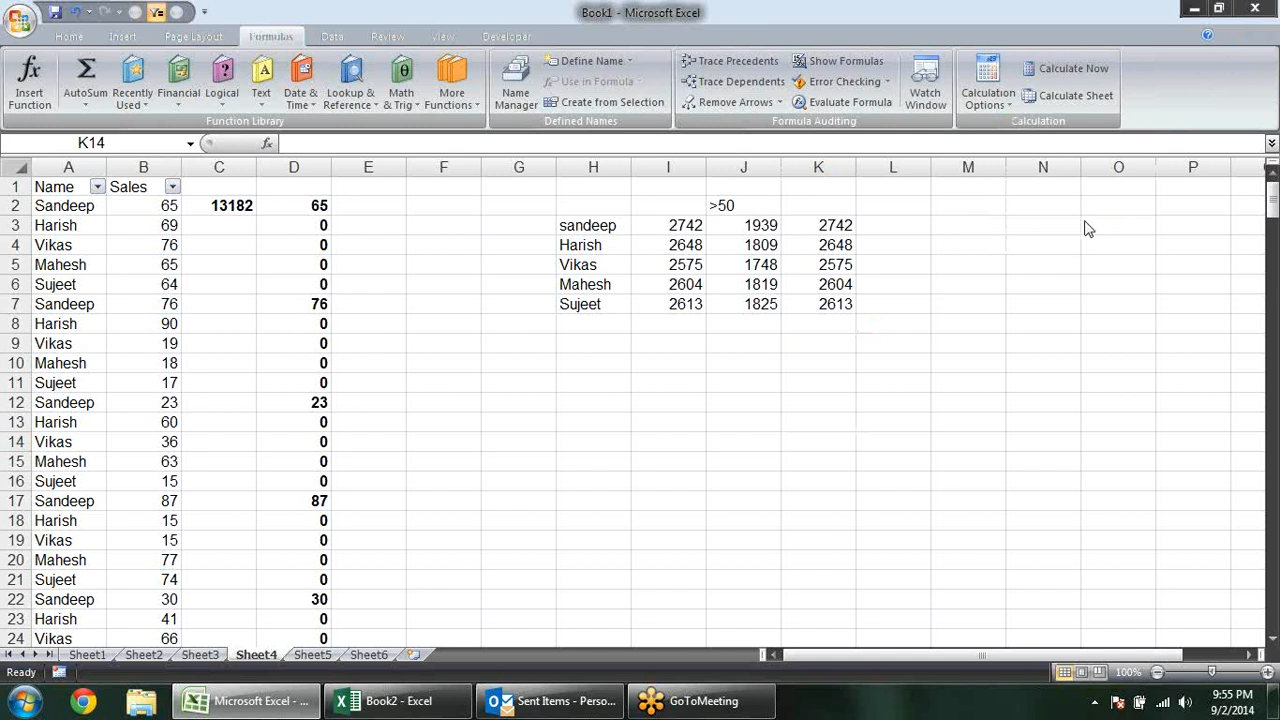 Book1 - Microsoft Excel
Home Insert Page Layout Formulas Data Review View Developer
Insert Function
AutoSum
Recently Used
Financial
Logical
Text
Date & Time
Lookup & Reference
Math & Trig
More Functions
Function Library
Name Manager
Define Name
Use in Formula
Create from Selection
Defined Names
Trace Precedents
Trace Dependents
Remove Arrows
Show Formulas
Error Checking
Evaluate Formula
Formula Auditing
Watch Window
Calculation Options
Calculate Now
Calculate Sheet
Calculation
K14 fx
A B C D E F G H I J K L M N O P
1 Name Sales
2 Sandeep 65 13182 65 >50
3 Harish 69 0 sandeep 2742 1939 2742
4 Vikas 76 0 Harish 2648 1809 2648
5 Mahesh 65 0 Vikas 2575 1748 2575
6 Sujeet 64 0 Mahesh 2604 1819 2604
7 Sandeep 76 76 Sujeet 2613 1825 2613
8 Harish 90 0
9 Vikas 19 0
10 Mahesh 18 0
11 Sujeet 17 0
12 Sandeep 23 23
13 Harish 60 0
14 Vikas 36 0
15 Mahesh 63 0
16 Sujeet 15 0
17 Sandeep 87 87
18 Harish 15 0
19 Vikas 15 0
20 Mahesh 77 0
21 Sujeet 74 0
22 Sandeep 30 30
23 Harish 41 0
24 Vikas 66 0
Sheet1 Sheet2 Sheet3 Sheet4 Sheet5 Sheet6
Ready 100%
Microsoft Excel - ... Book2 - Excel Sent Items - Perso... GoToMeeting
9:55 PM
9/2/2014